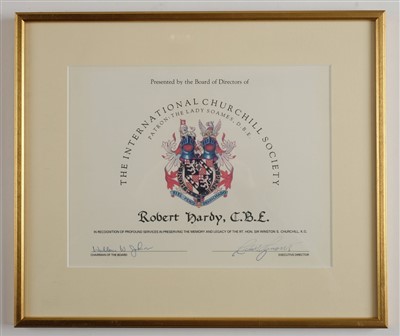 Presented by the Board of Directors of
THE INTERNATIONAL CHURCHILL SOCIETY
PATRON: THE LADY SOAMES, D.B.E
Robert Hardy, C.B.E.
IN RECOGNITION OF PROFOUND SERVICES IN PRESERVING THE MEMORY AND LEGACY OF THE RT. HON. SIR WINSTON S. CHURCHILL, K.G.
CHAIRMAN OF THE BOARD
EXECUTIVE DIRECTOR